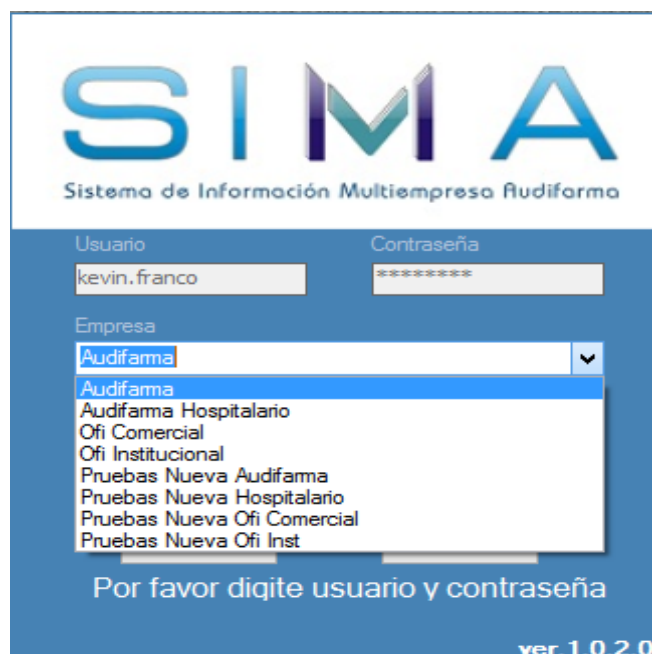 SIMA
Sistema de Información Multiempresa Audifarma
Usuario Contraseña
kevin.franco ********
Empresa
Audifarma
Audifarma
Audifarma Hospitalario
Ofi Comercial
Ofi Institucional
Pruebas Nueva Audifarma
Pruebas Nueva Hospitalario
Pruebas Nueva Ofi Comercial
Pruebas Nueva Ofi Inst
Por favor digite usuario y contraseña
ver 1.0.2.0